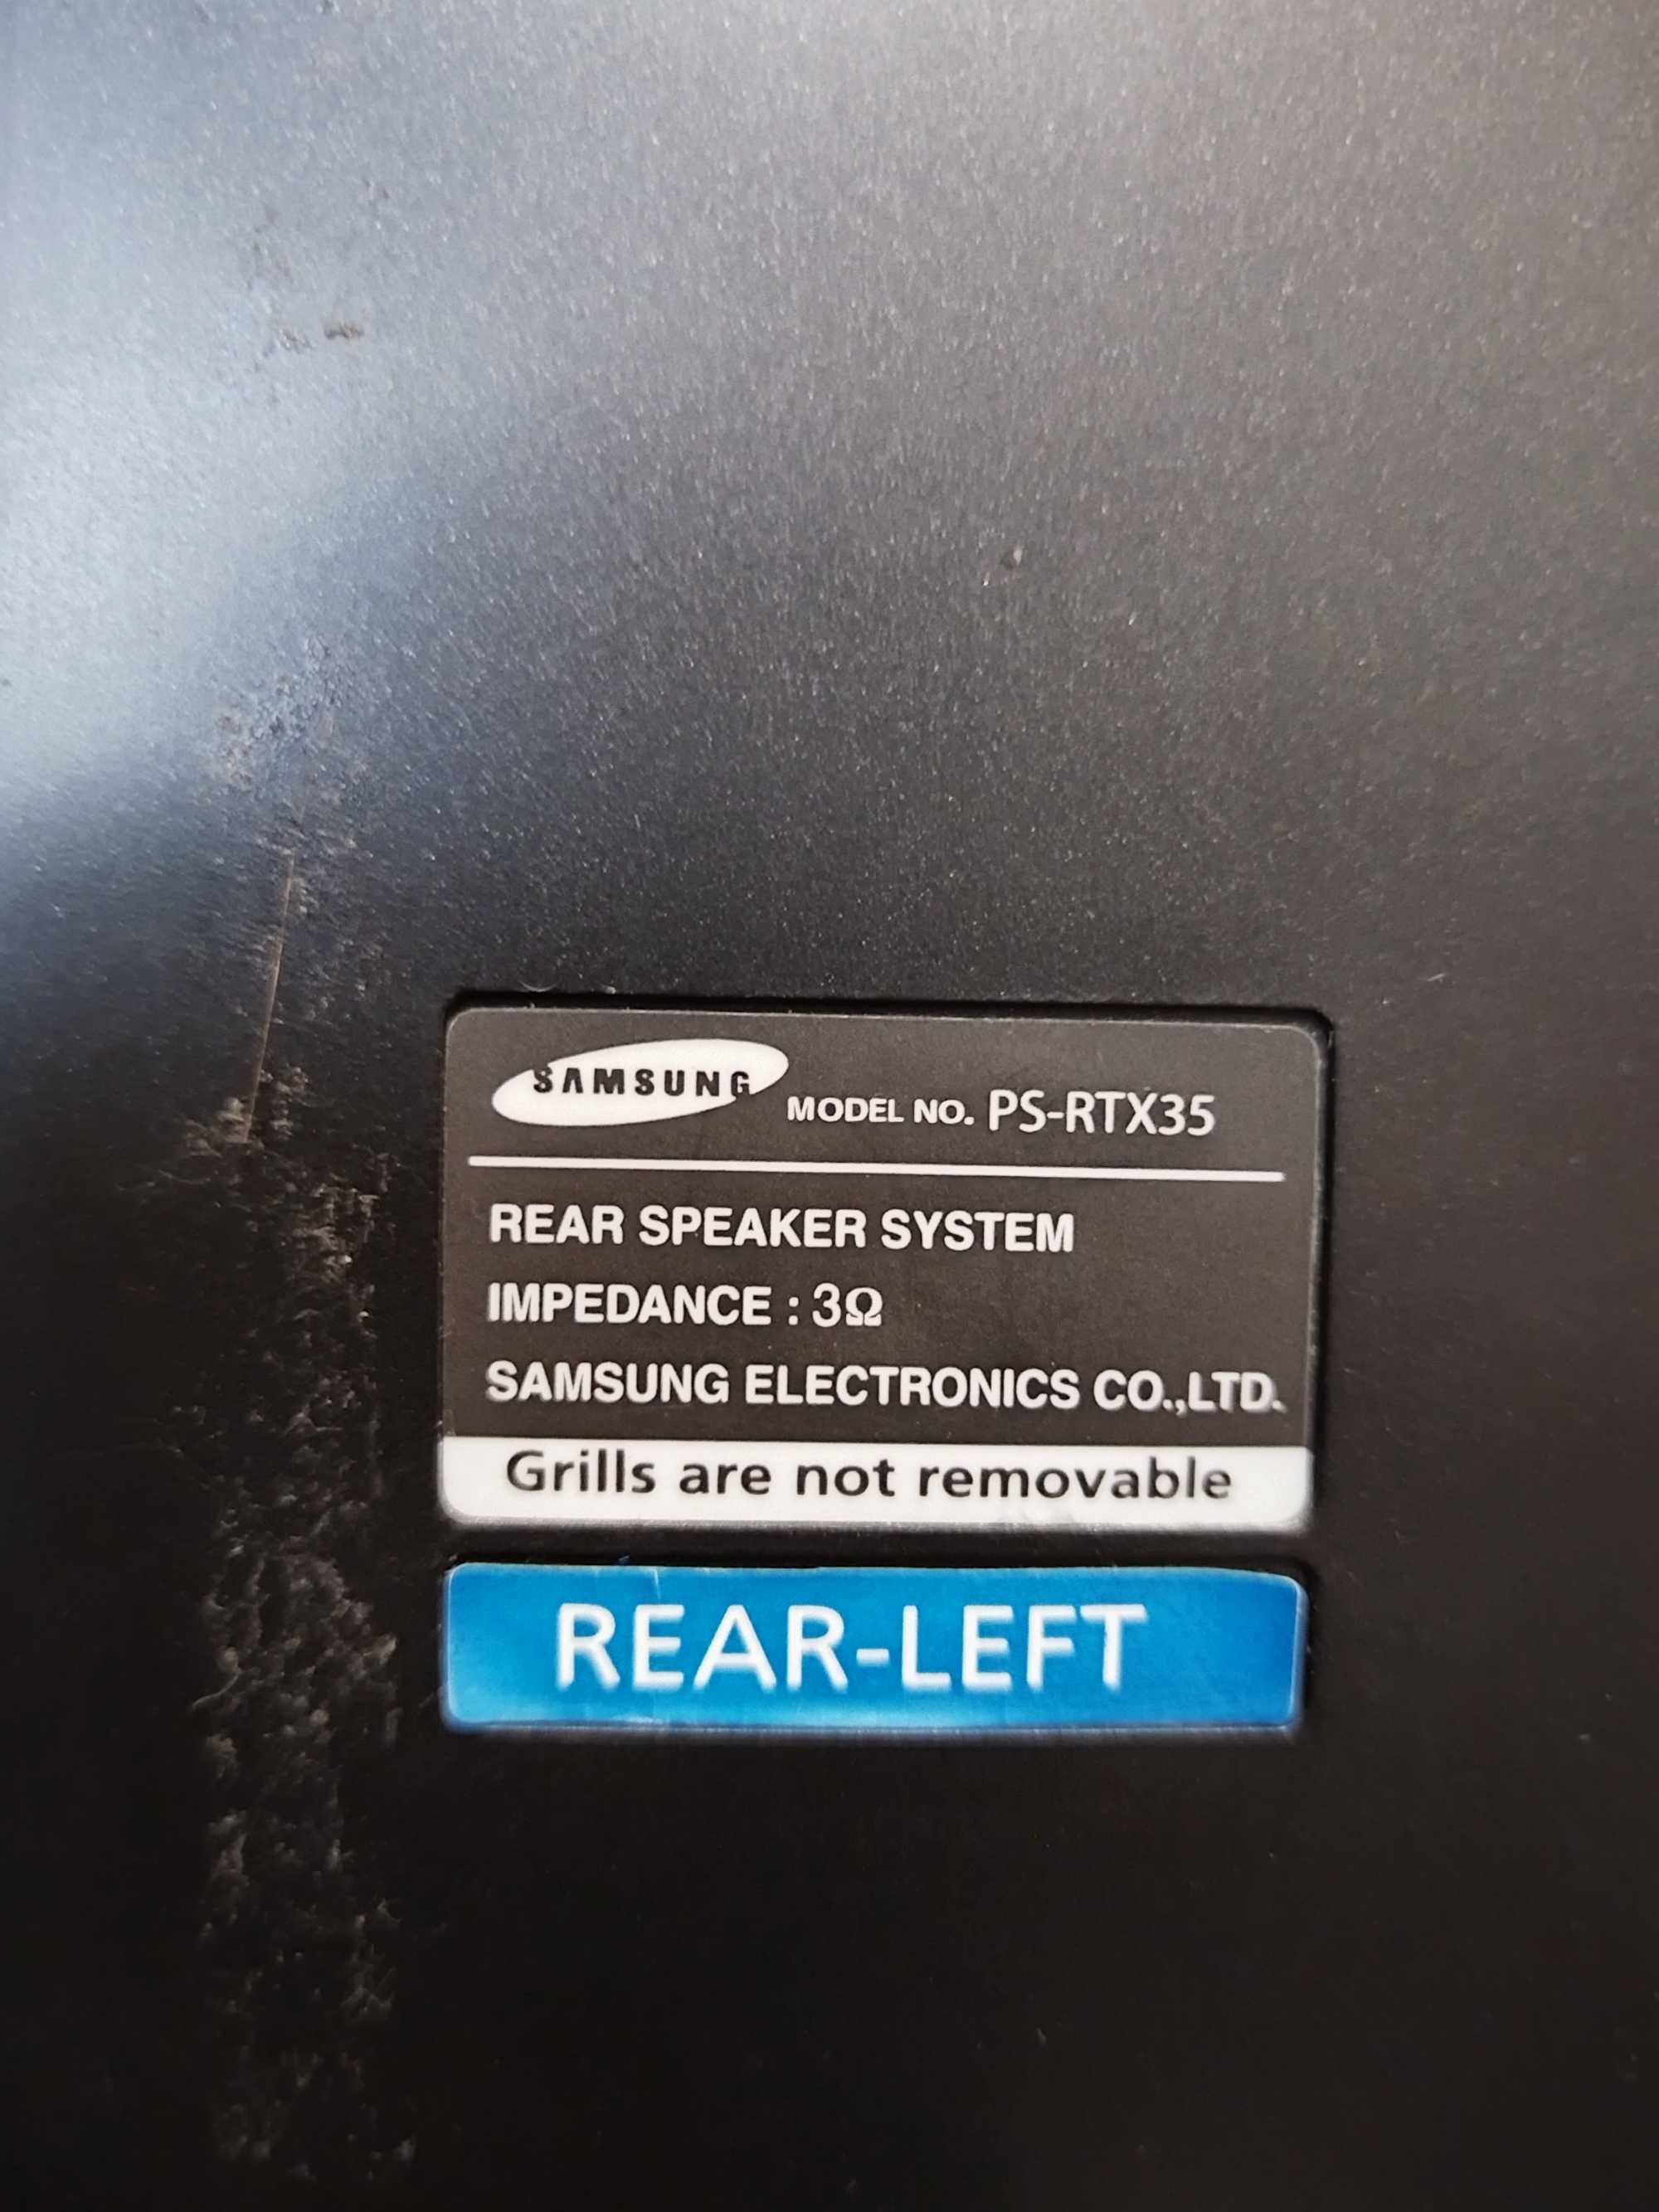 SAMSUNG MODEL NO. PS-RTX35
REAR SPEAKER SYSTEM
IMPEDANCE : 3Ω
SAMSUNG ELECTRONICS CO.,LTD.
Grills are not removable
REAR-LEFT